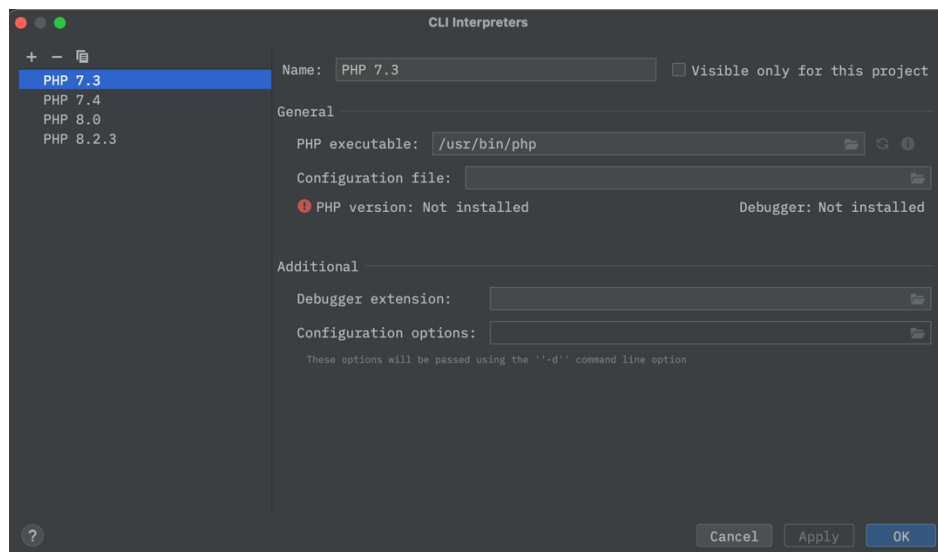 CLI Interpreters
PHP 7.3
PHP 7.4
PHP 8.0
PHP 8.2.3
Name: PHP 7.3 Visible only for this project
General
PHP executable: /usr/bin/php
Configuration file:
PHP version: Not installed Debugger: Not installed
Additional
Debugger extension:
Configuration options:
These options will be passed using the ''-d'' command line option
? Cancel Apply OK